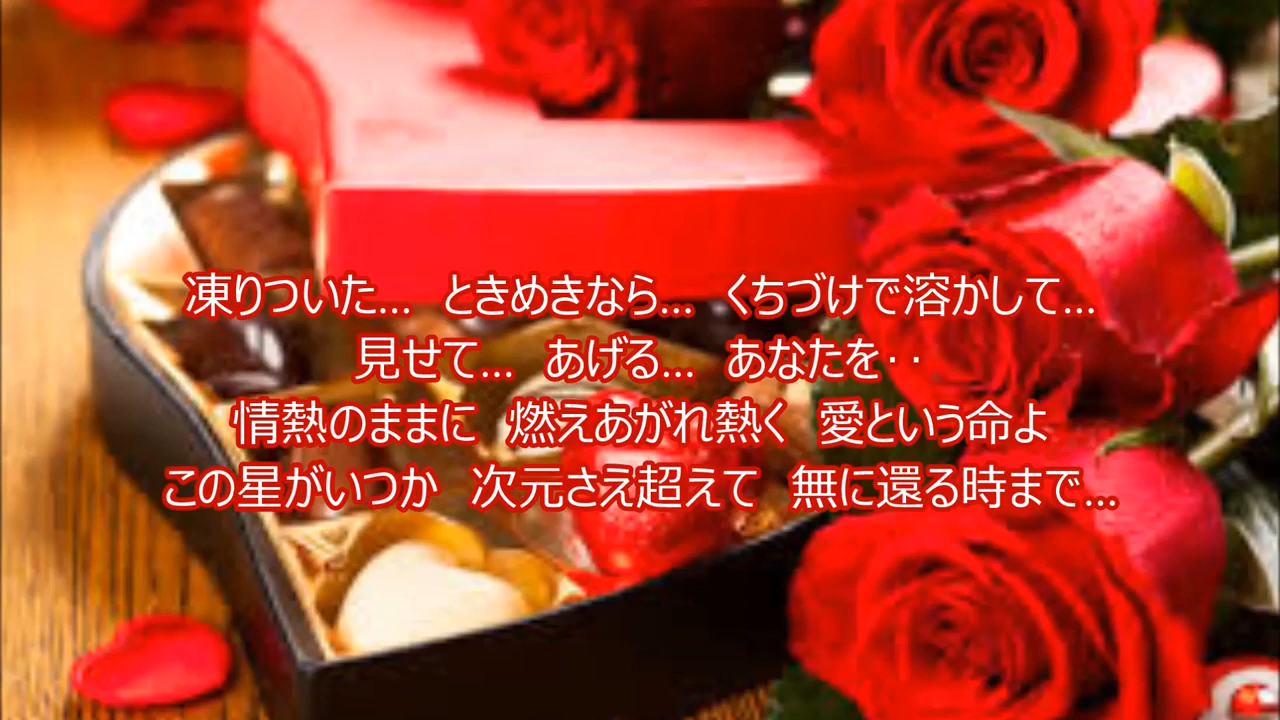 凍りついた… ときめきなら… くちづけで溶かして…
見せて… あげる… あなたを‥
情熱のままに 燃えあがれ熱く 愛という命よ
この星がいつか 次元さえ超えて 無に還る時まで…